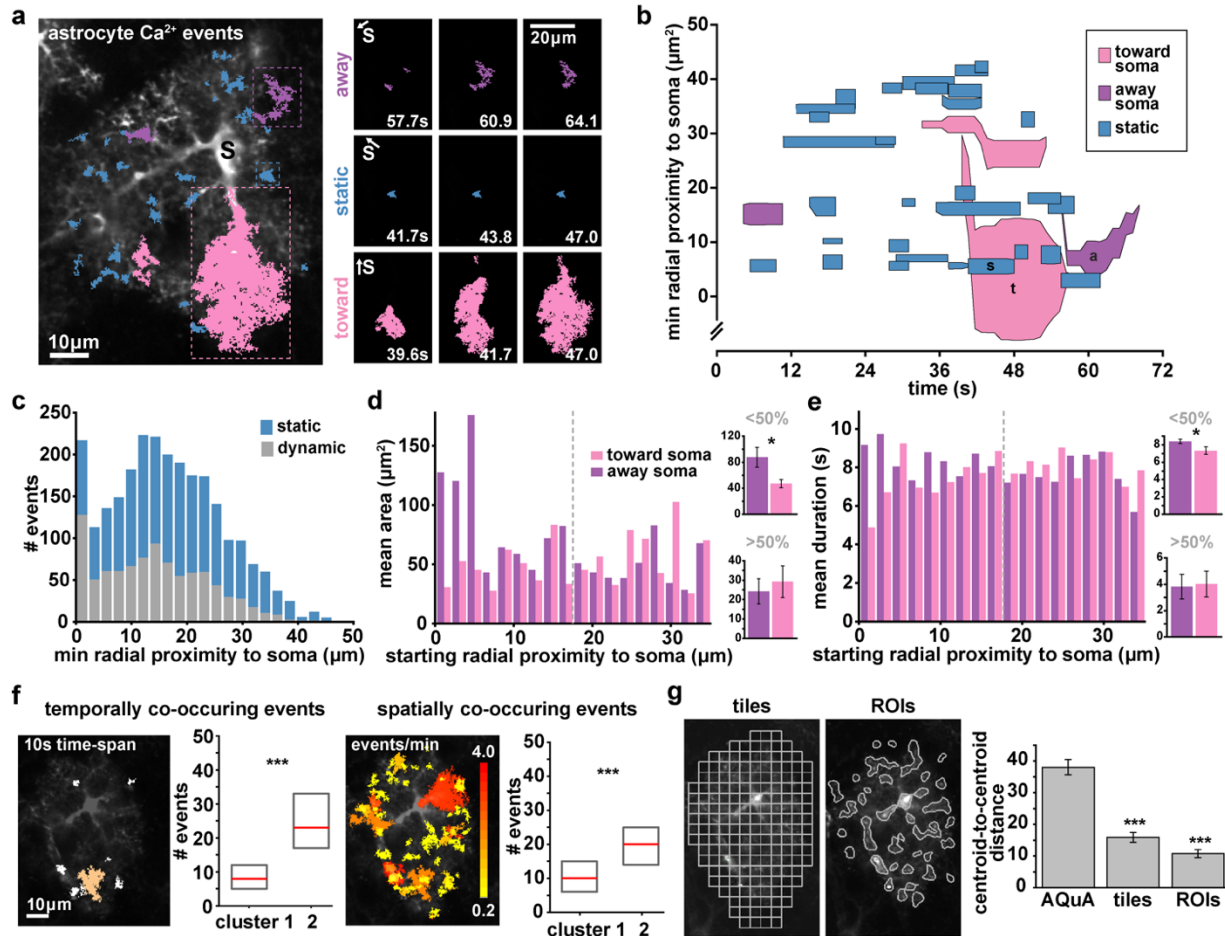 a
astrocyte Ca²⁺ events
S
10µm
away
S
20µm
57.7s
60.9
64.1
static
S
41.7s
43.8
47.0
toward
S
39.6s
41.7
47.0
b
min radial proximity to soma (µm²)
50
40
30
20
10
0
toward
soma
away
soma
static
s
a
t
0 12 24 36 48 60 72
time (s)
c
# events
250
200
150
100
50
0
static
dynamic
0 10 20 30 40 50
min radial proximity to soma (µm)
d
mean area (µm²)
150
100
50
0
toward soma
away soma
0 10 20 30
starting radial proximity to soma (µm)
<50%
120
100
80
60
40
20
0
*
>50%
40
30
20
10
0
e
mean duration (s)
10
8
6
4
2
0
0 10 20 30
starting radial proximity to soma (µm)
<50%
8
6
4
2
0
*
>50%
6
4
2
0
f
temporally co-occuring events
10s time-span
10µm
# events
50
40
30
20
10
0
***
cluster 1 2
spatially co-occuring events
events/min
4.0
0.2
# events
50
40
30
20
10
0
***
cluster 1 2
g
tiles
ROIs
centroid-to-centroid
distance
40
30
20
10
0
***
***
AQuA tiles ROIs